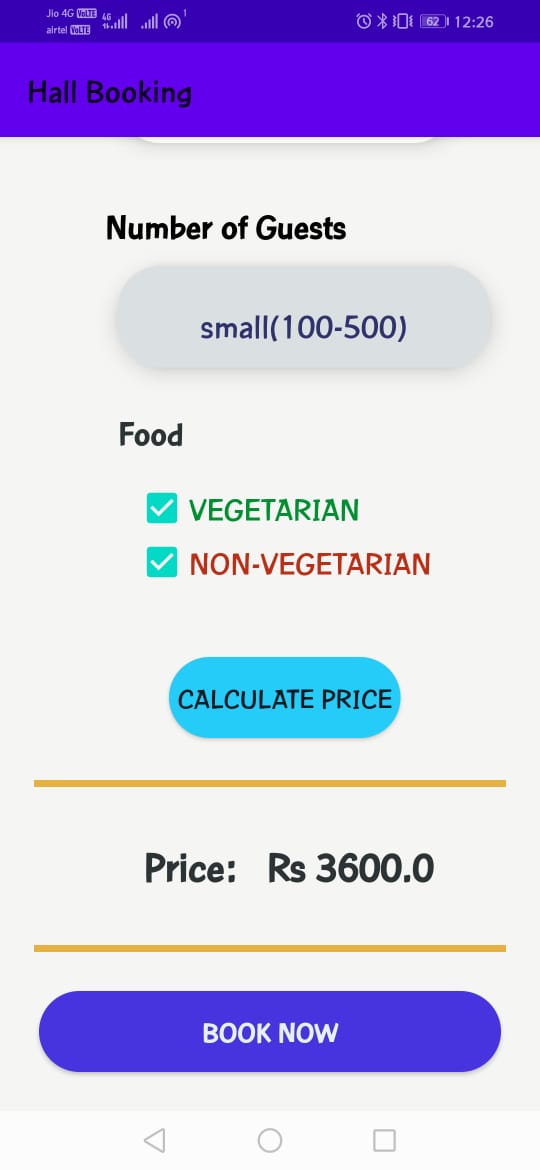 Jio 4G VoLTE 4G 1 62 12:26
airtel VoLTE
Hall Booking
Number of Guests
small(100-500)
Food
VEGETARIAN
NON-VEGETARIAN
CALCULATE PRICE
Price: Rs 3600.0
BOOK NOW